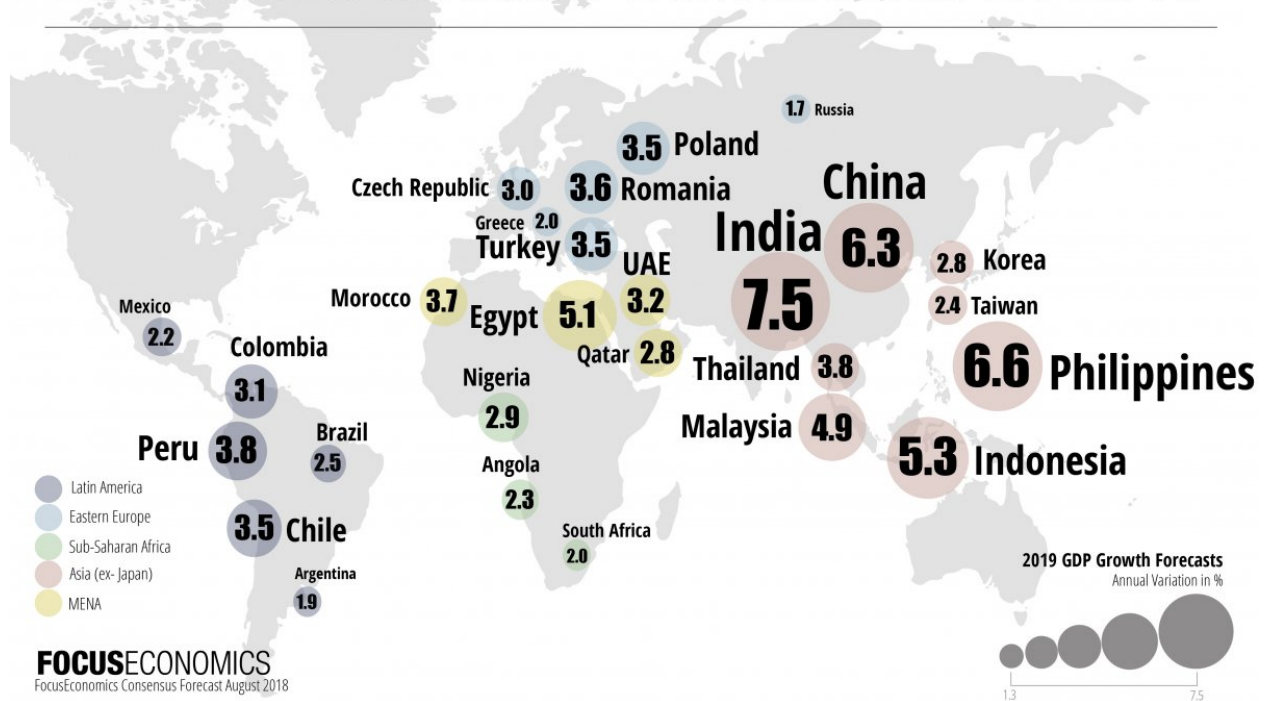 1.7 Russia
3.5 Poland
Czech Republic 3.0
3.6 Romania
China
6.3
Greece 2.0
Turkey 3.5
India
7.5
UAE
3.2
2.8 Korea
Morocco 3.7
Egypt 5.1
2.4 Taiwan
Mexico
2.2
Qatar 2.8
Colombia
3.1
Thailand 3.8
6.6 Philippines
Nigeria
2.9
Malaysia 4.9
Peru 3.8
Brazil
2.5
5.3 Indonesia
Angola
2.3
3.5 Chile
South Africa
2.0
Argentina
1.9
Latin America
Eastern Europe
Sub-Saharan Africa
Asia (ex- Japan)
MENA
2019 GDP Growth Forecasts
Annual Variation in %
1.3 7.5
FOCUSECONOMICS
FocusEconomics Consensus Forecast August 2018